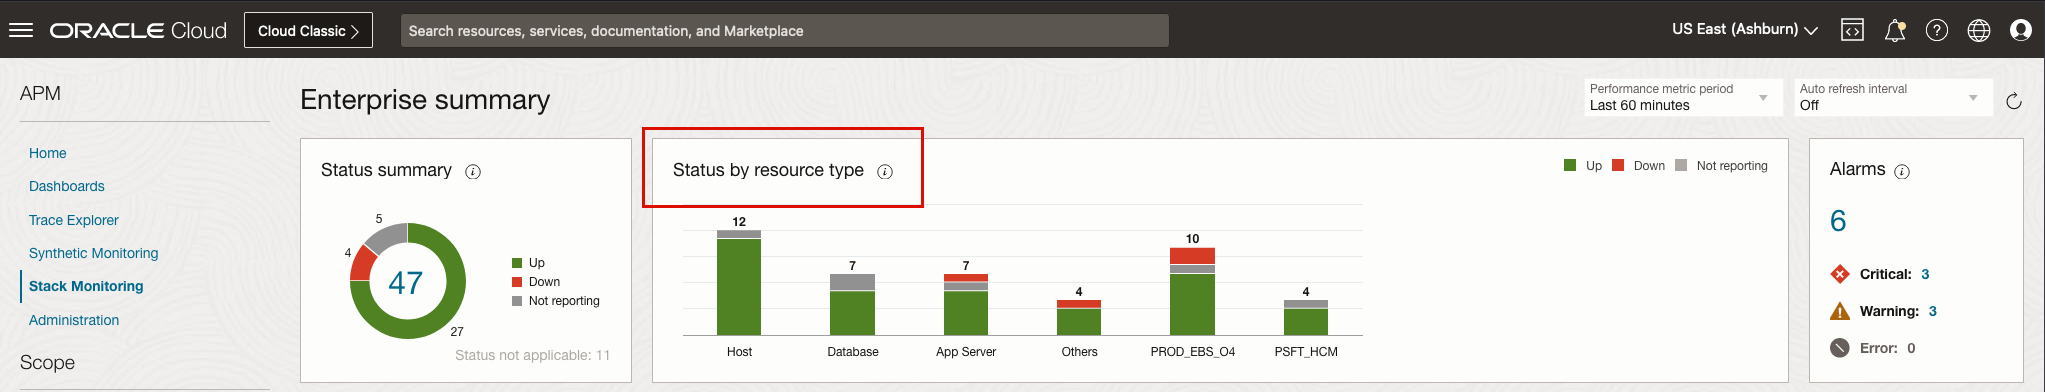 ORACLE Cloud
Cloud Classic
Search resources, services, documentation, and Marketplace
US East (Ashburn)
APM
Home
Dashboards
Trace Explorer
Synthetic Monitoring
Stack Monitoring
Administration
Scope
Enterprise summary
Performance metric period
Last 60 minutes
Auto refresh interval
Off
Status summary
5
4
47
27
Up
Down
Not reporting
Status not applicable: 11
Status by resource type
Up
Down
Not reporting
12
7
7
4
10
4
Host
Database
App Server
Others
PROD_EBS_O4
PSFT_HCM
Alarms
6
Critical: 3
Warning: 3
Error: 0